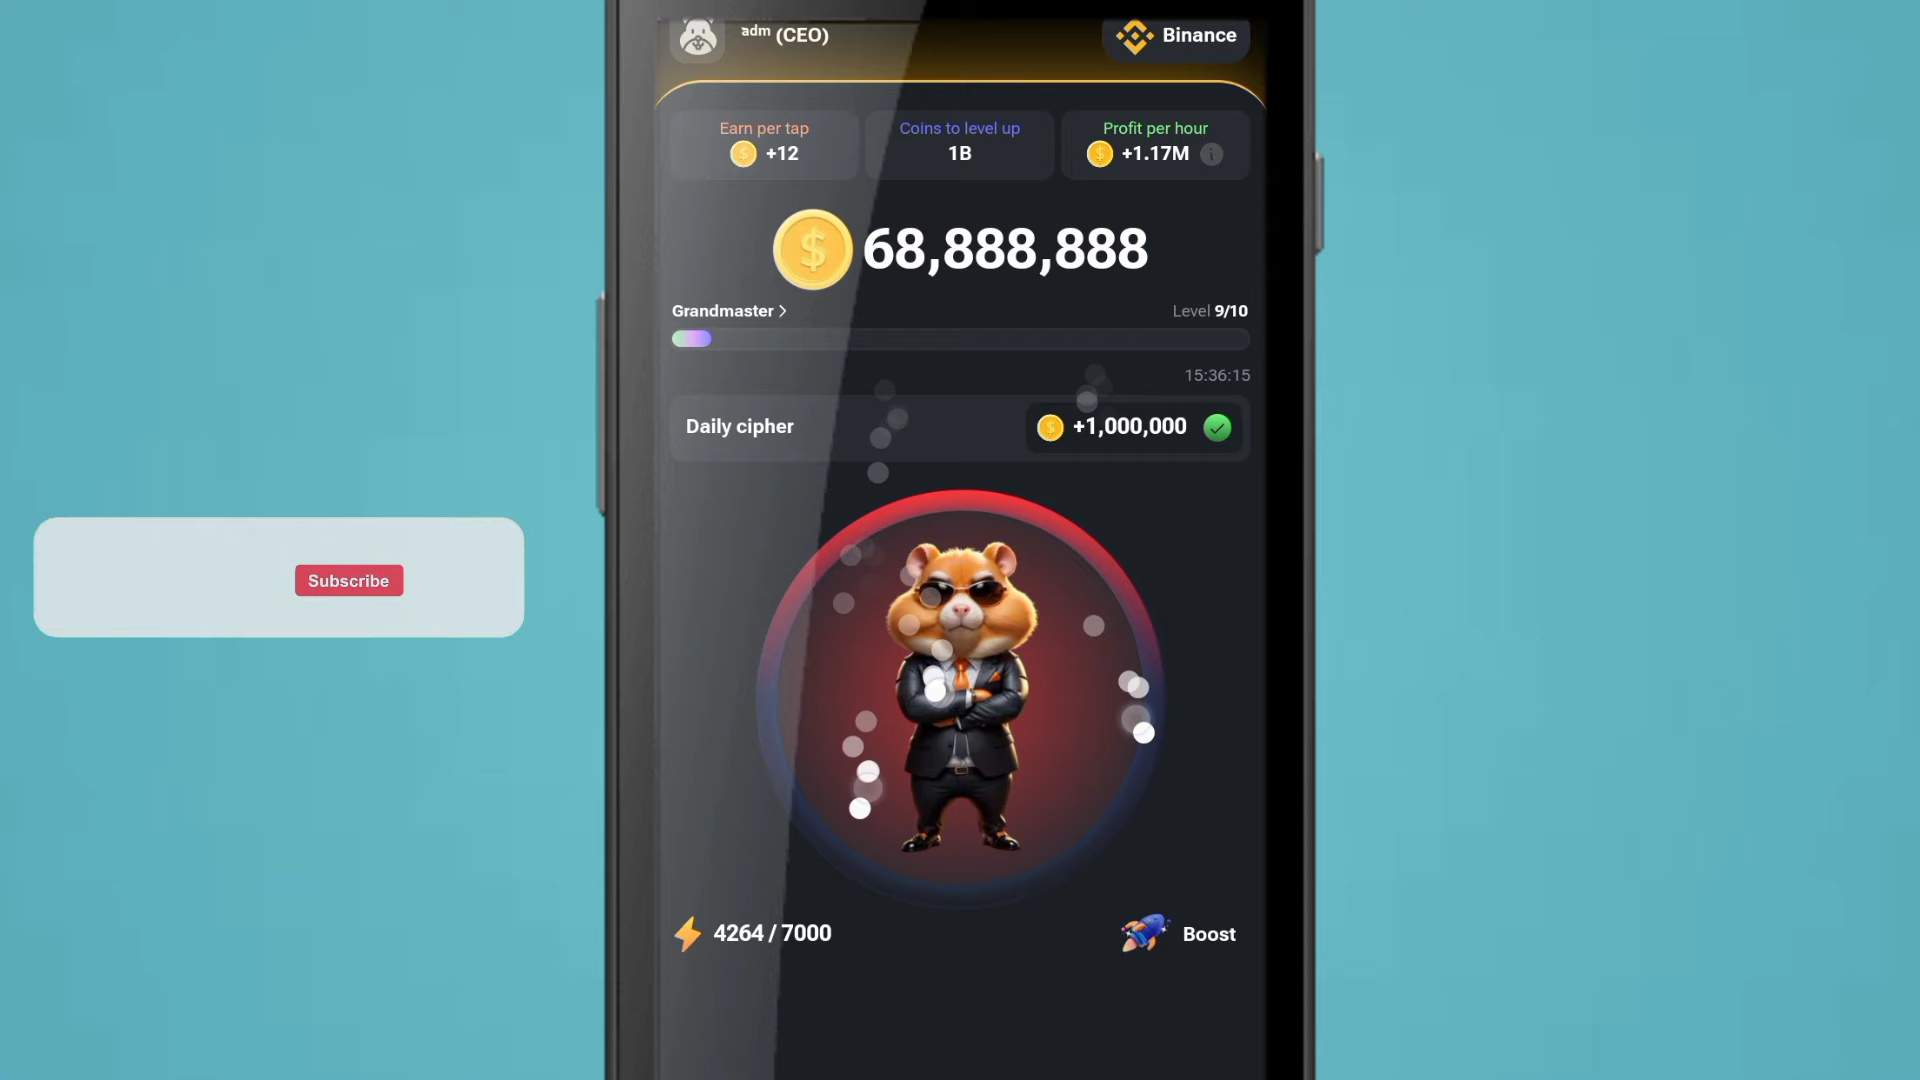 adm (CEO)
Binance
Earn per tap
+12
Coins to level up
1B
Profit per hour
+1.17M
68,888,888
Grandmaster >
Level 9/10
15:36:15
Daily cipher
+1,000,000
Subscribe
4264 / 7000
Boost